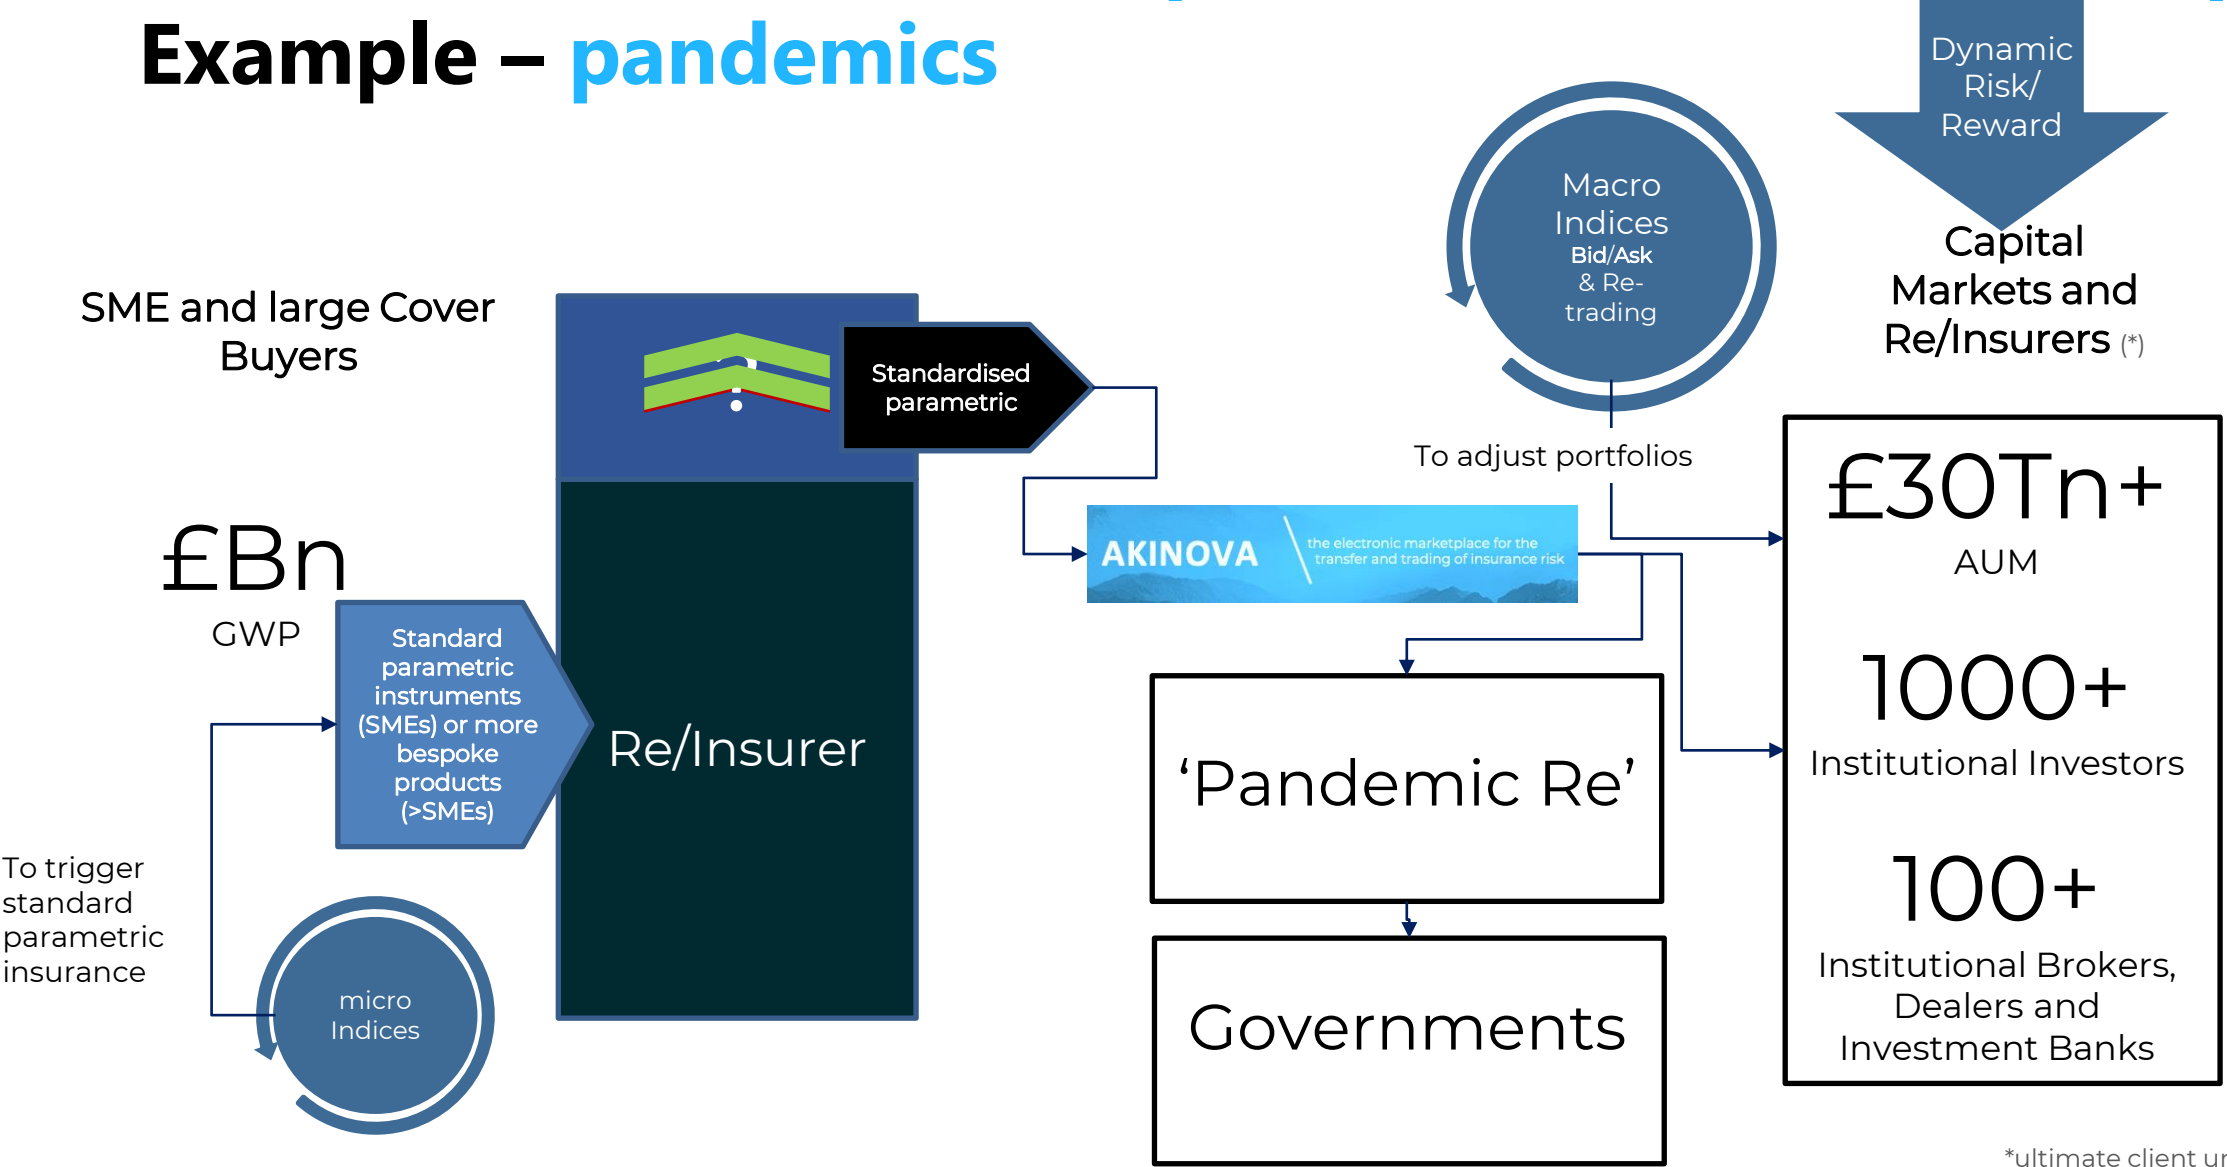 Example – pandemics
Dynamic
Risk/
Reward
Macro
Indices
Bid/Ask
& Re-
trading
Capital
Markets and
Re/Insurers (*)
SME and large Cover
Buyers
Standardised
parametric
To adjust portfolios
£Bn
GWP
AKINOVA
the electronic marketplace for the
transfer and trading of insurance risk
£30Tn+
AUM
Standard
parametric
instruments
(SMEs) or more
bespoke
products
(>SMEs)
Re/Insurer
1000+
Institutional Investors
'Pandemic Re'
To trigger
standard
parametric
insurance
micro
Indices
100+
Institutional Brokers,
Dealers and
Investment Banks
Governments
*ultimate client